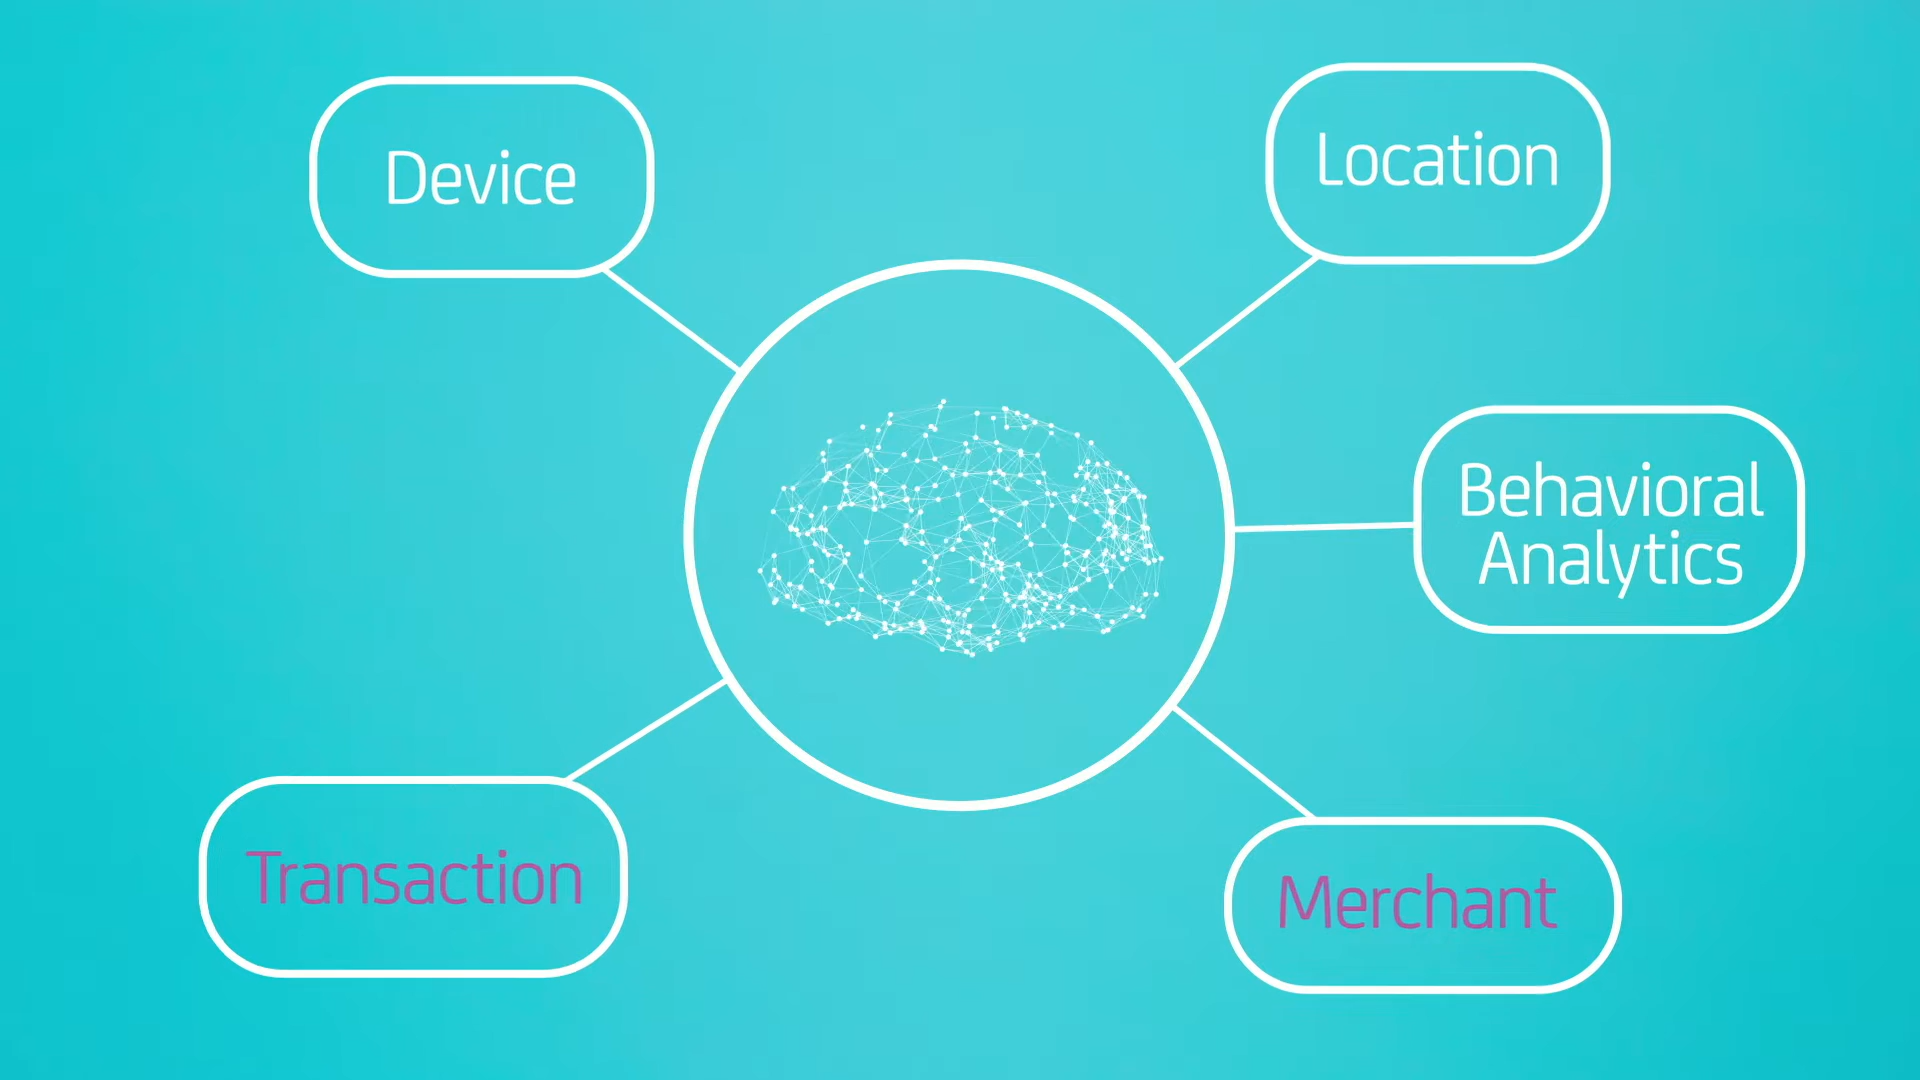 Device
Location
Behavioral
Analytics
Transaction
Merchant